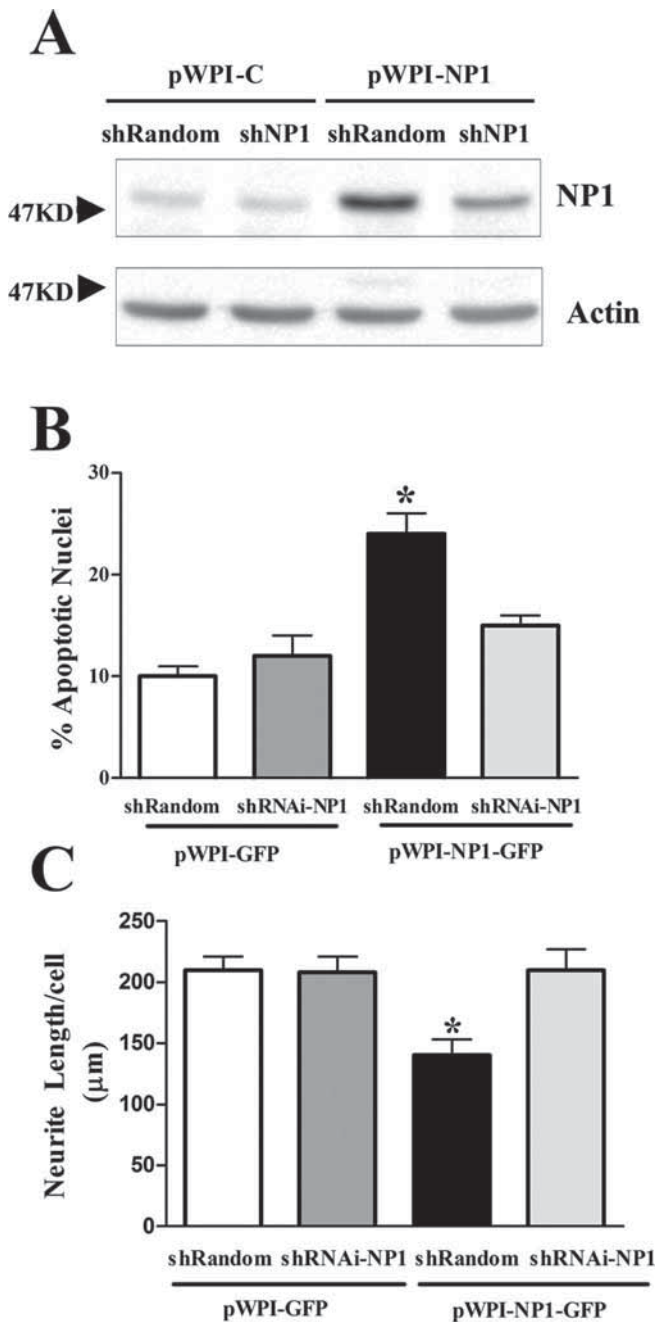 A
pWPI-C pWPI-NP1
shRandom shNP1 shRandom shNP1
47KD NP1
47KD
Actin
B
% Apoptotic Nuclei
30
20
10
0
*
shRandom shRNAi-NP1 shRandom shRNAi-NP1
pWPI-GFP pWPI-NP1-GFP
C
Neurite Length/cell
(μm)
250
200
150
100
50
0
*
shRandom shRNAi-NP1 shRandom shRNAi-NP1
pWPI-GFP pWPI-NP1-GFP